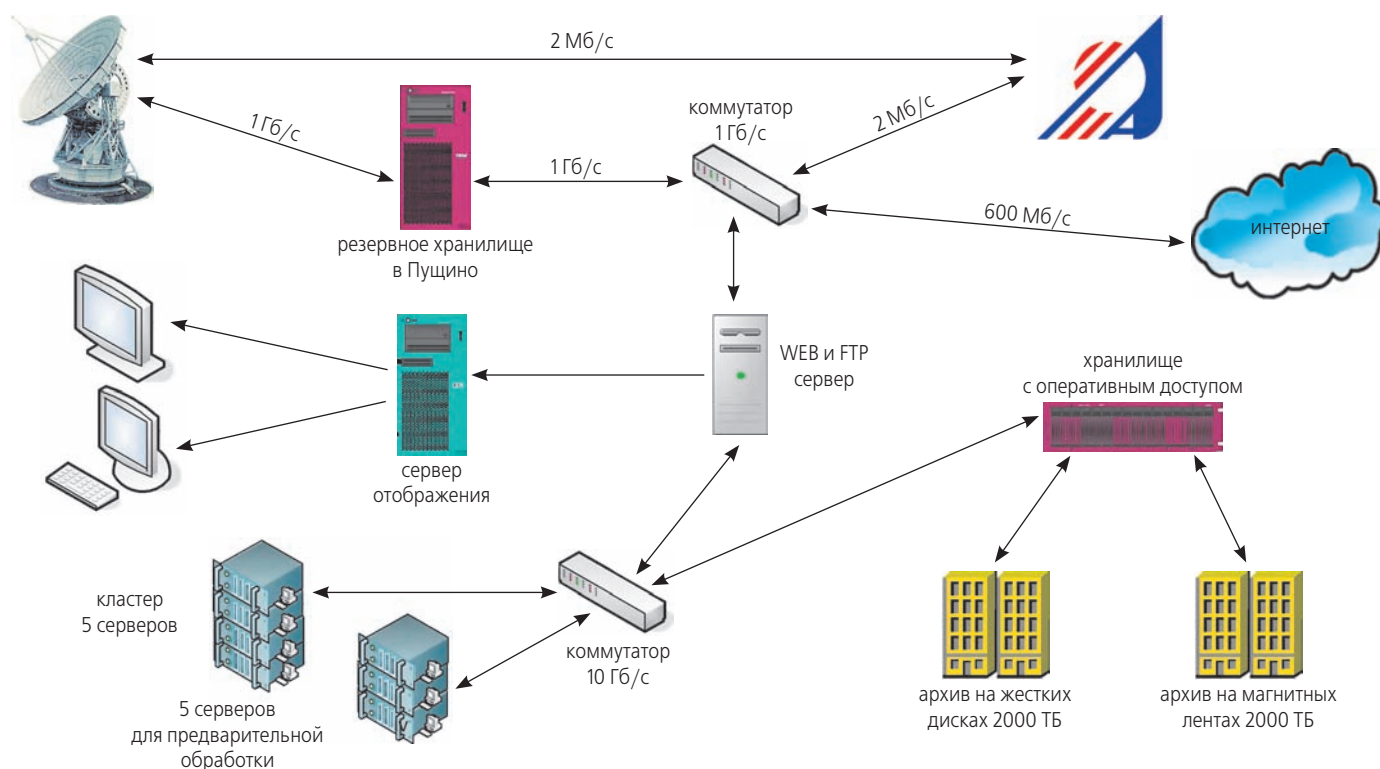 2 Мб/с
1 Гб/с
коммутатор
1 Гб/с
2 Мб/с
1 Гб/с
600 Мб/с
интернет
резервное хранилище
в Пущино
WEB и FTP
сервер
хранилище
с оперативным доступом
сервер
отображения
кластер
5 серверов
коммутатор
10 Гб/с
5 серверов
для предварительной
обработки
архив на жестких
дисках 2000 ТБ
архив на магнитных
лентах 2000 ТБ